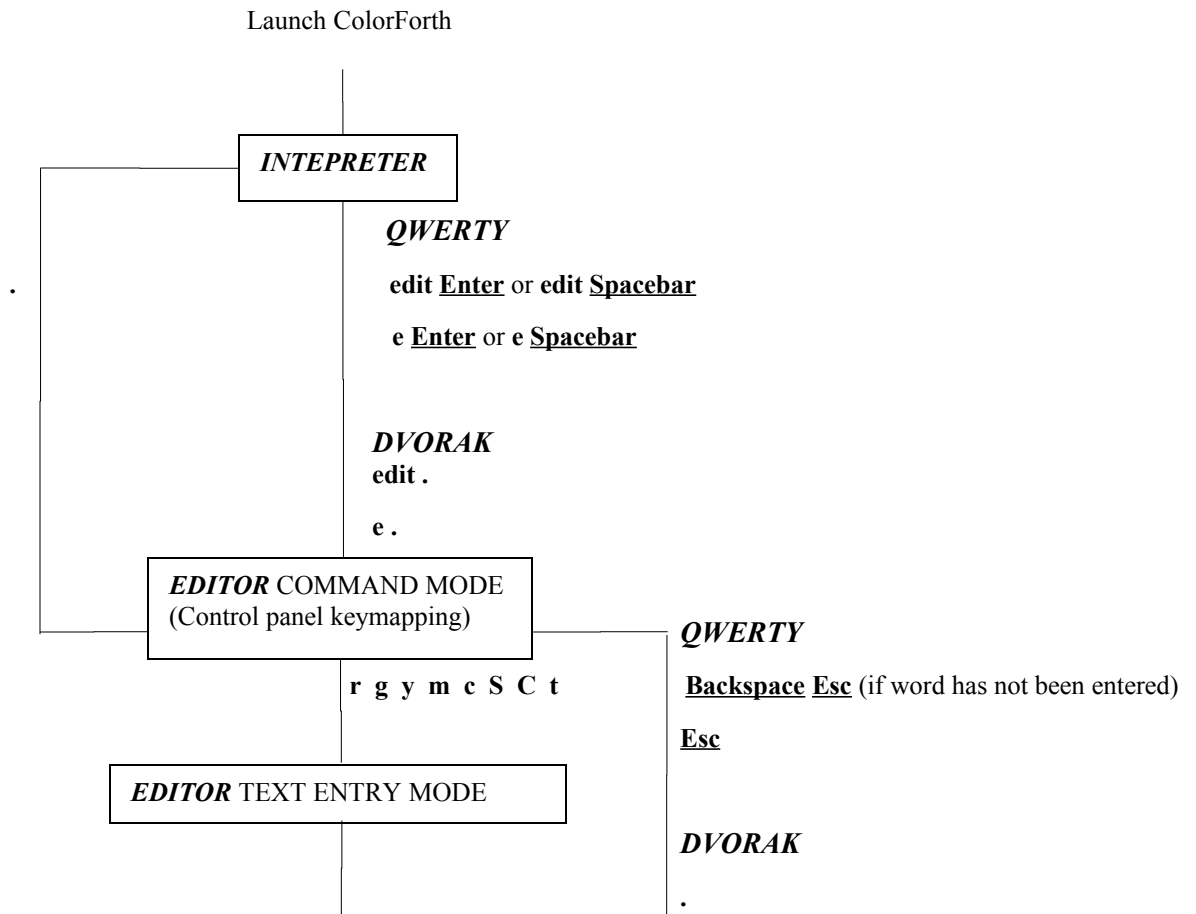 Launch ColorForth
INTEPRETER
QWERTY
.
edit Enter or edit Spacebar
e Enter or e Spacebar
DVORAK
edit .
e .
EDITOR COMMAND MODE
(Control panel keymapping)
QWERTY
r g y m c S C t
Backspace Esc (if word has not been entered)
Esc
EDITOR TEXT ENTRY MODE
DVORAK
.